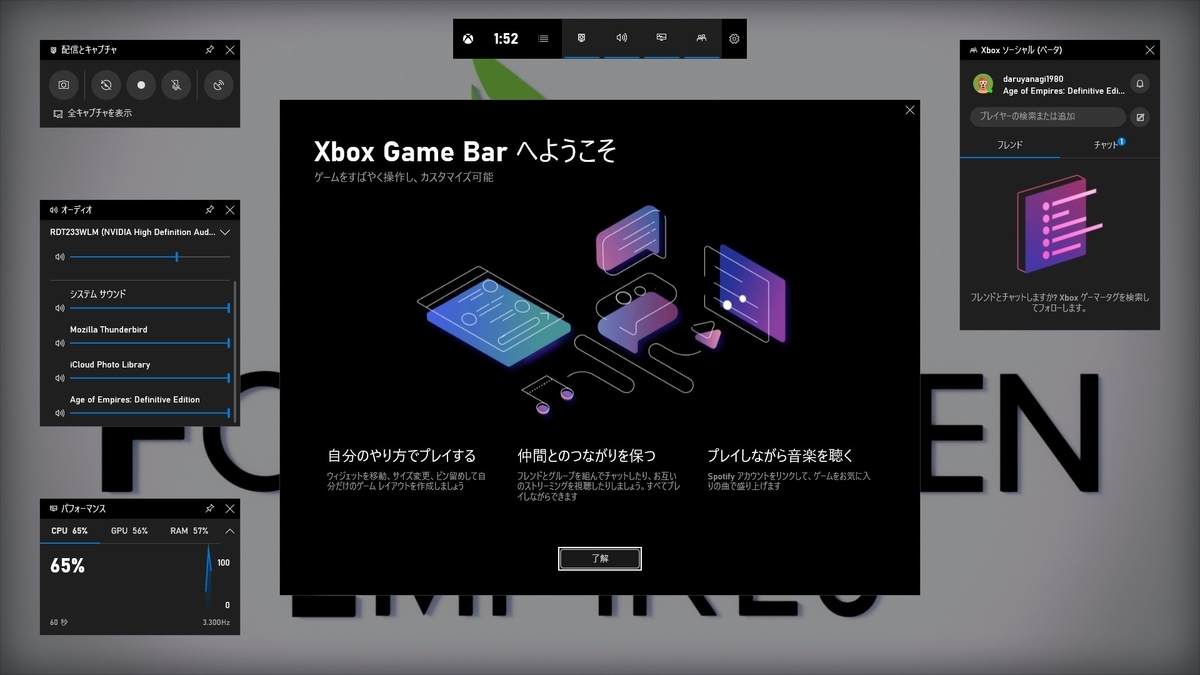 1:52
配信とキャプチャ
全キャプチャを表示
オーディオ
RDT233WLM (NVIDIA High Definition Aud...
システム サウンド
Mozilla Thunderbird
iCloud Photo Library
Age of Empires: Definitive Edition
パフォーマンス
CPU 65% GPU 56% RAM 57%
65%
100
0
60 秒
3.30GHz
Xbox Game Bar へようこそ
ゲームをすばやく操作し、カスタマイズ可能
自分のやり方でプレイする
ウィジェットを移動、サイズ変更、ピン留めして自
分だけのゲーム レイアウトを作成しましょう
仲間とのつながりを保つ
フレンドとグループを組んでチャットしたり、お互い
のストリーミングを視聴したりしましょう。すべてプレ
イしながらできます
プレイしながら音楽を聴く
Spotify アカウントをリンクして、ゲームをお気に入
りの曲で盛り上げます
了解
Xbox ソーシャル (ベータ)
daruyanagi1980
Age of Empires: Definitive Edi...
プレイヤーの検索または追加
フレンド
チャット 1
フレンドとチャットしますか? Xbox ゲーマータグを検索し
てフォローします。